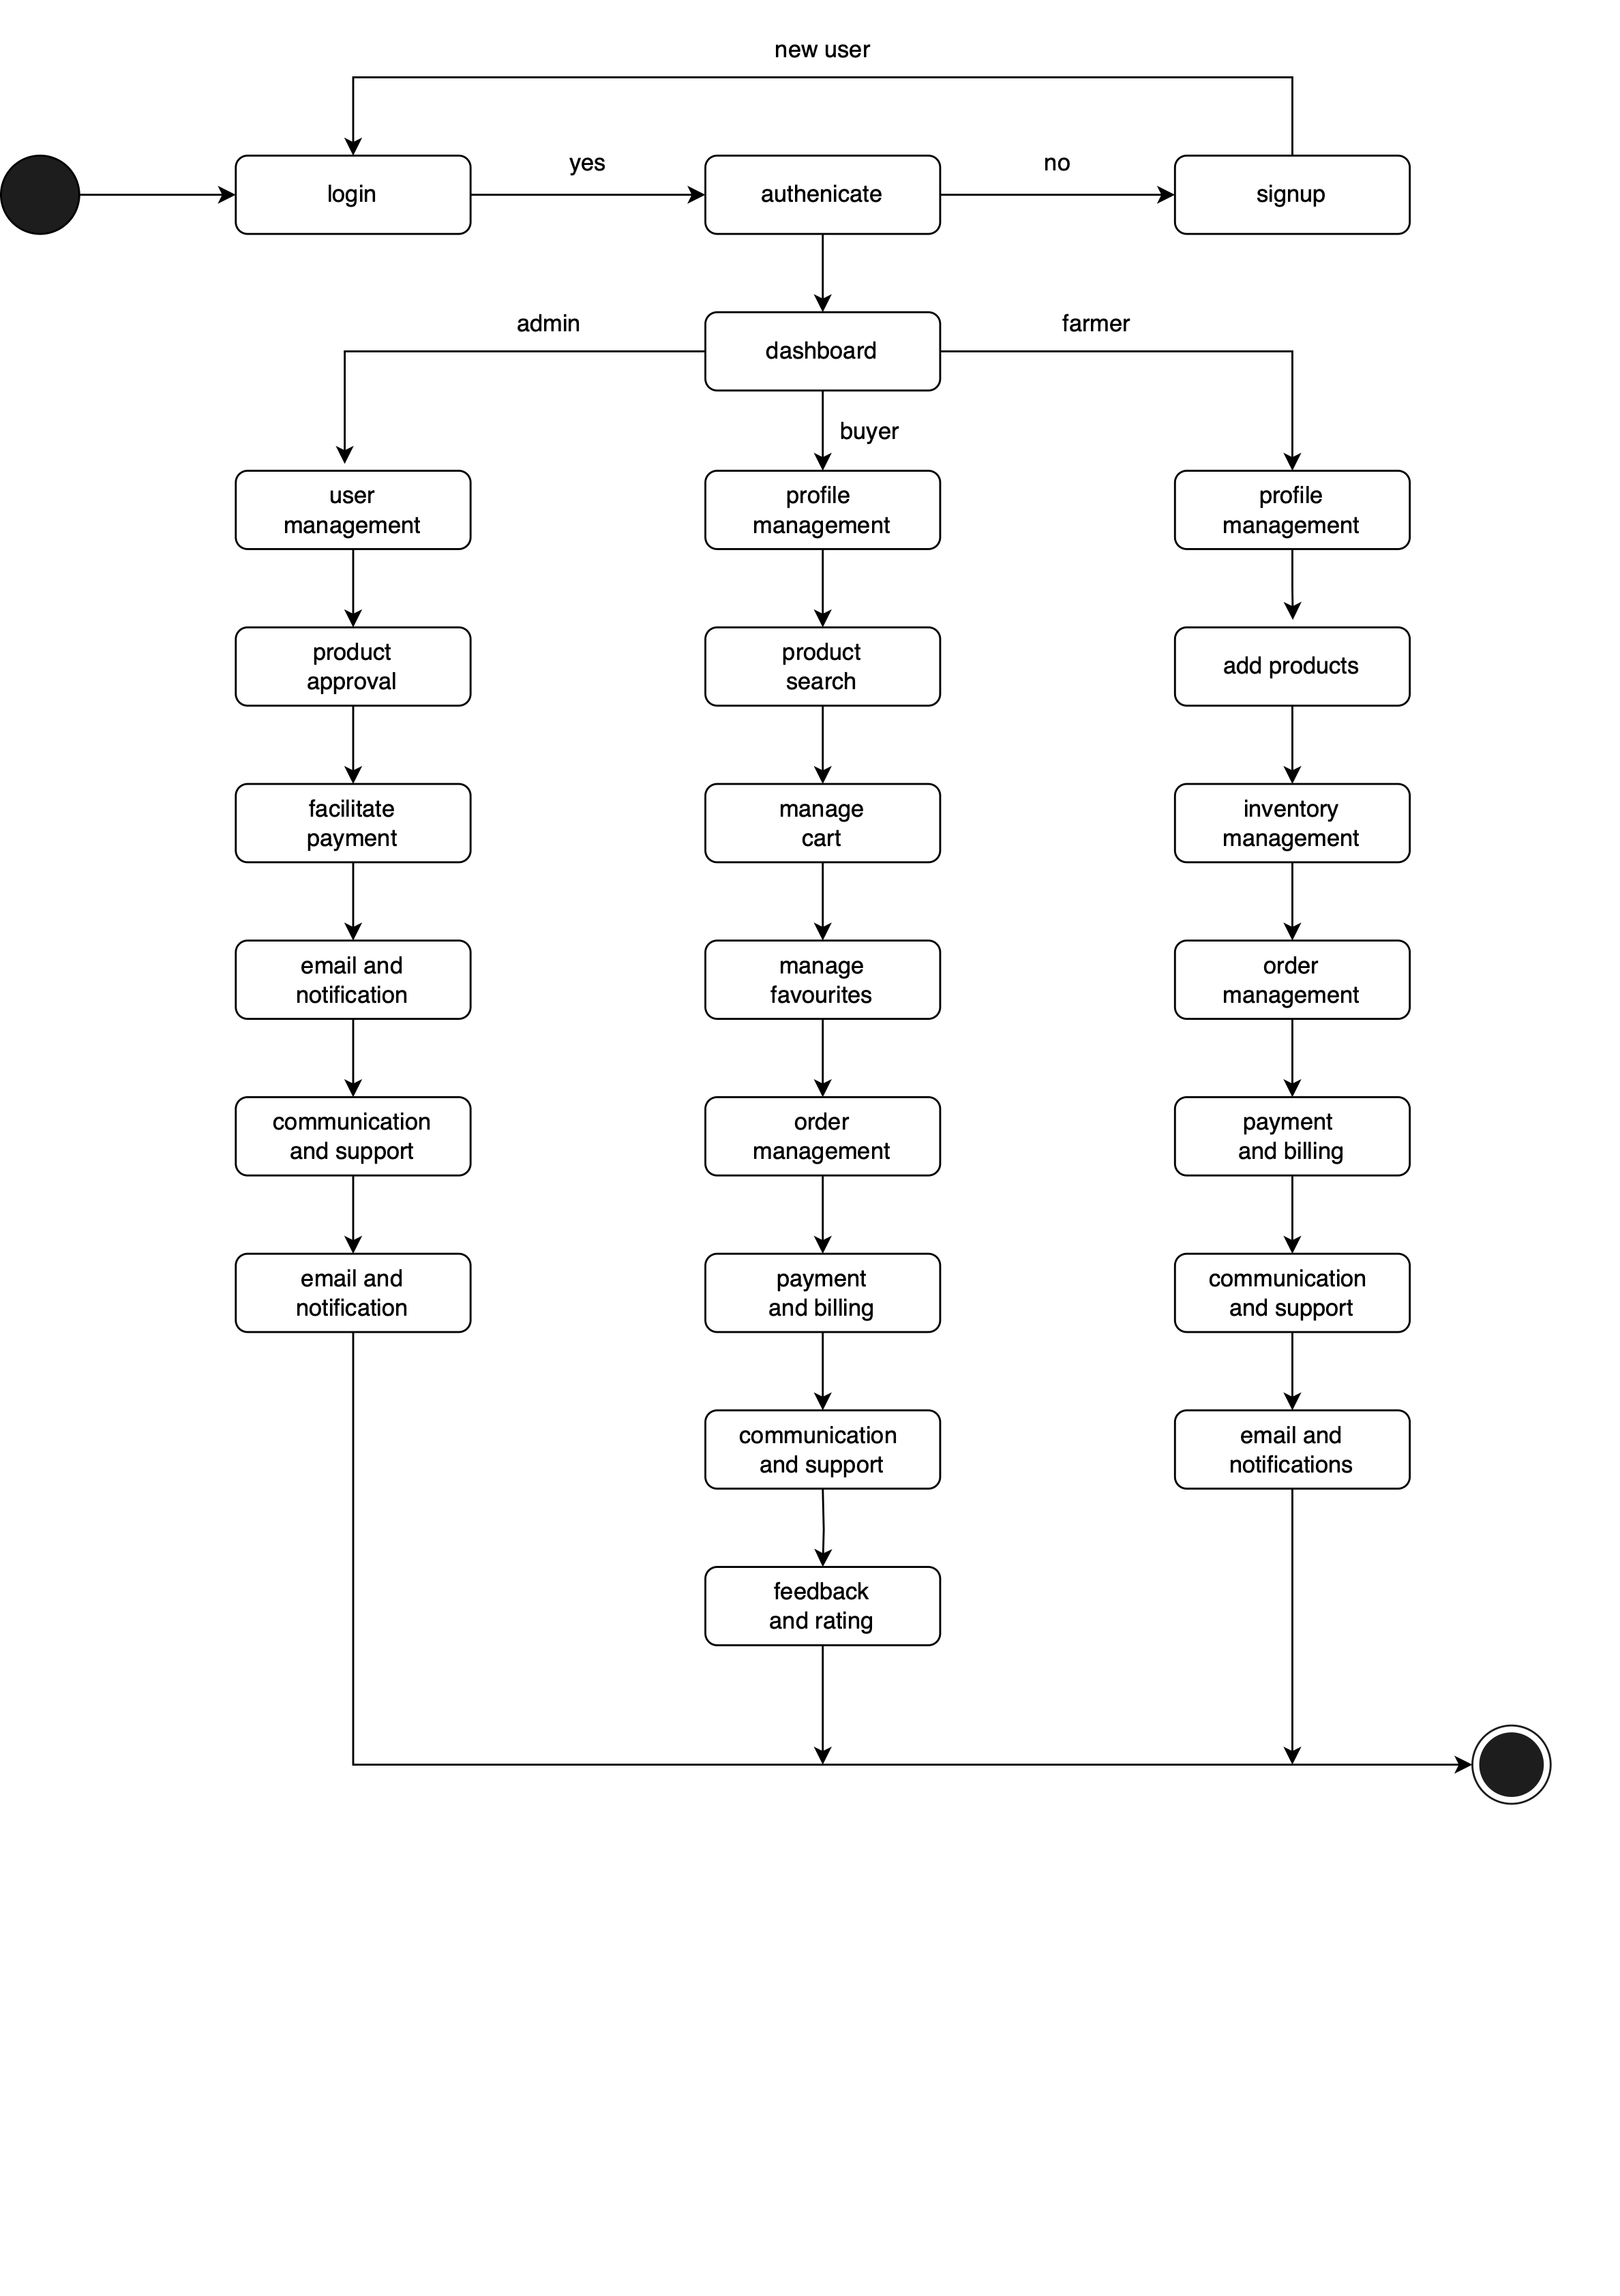 new user
login
yes
authenicate
no
signup
admin
dashboard
farmer
buyer
user
management
profile
management
profile
management
product
approval
product
search
add products
facilitate
payment
manage
cart
inventory
management
email and
notification
manage
favourites
order
management
communication
and support
order
management
payment
and billing
email and
notification
payment
and billing
communication
and support
communication
and support
email and
notifications
feedback
and rating